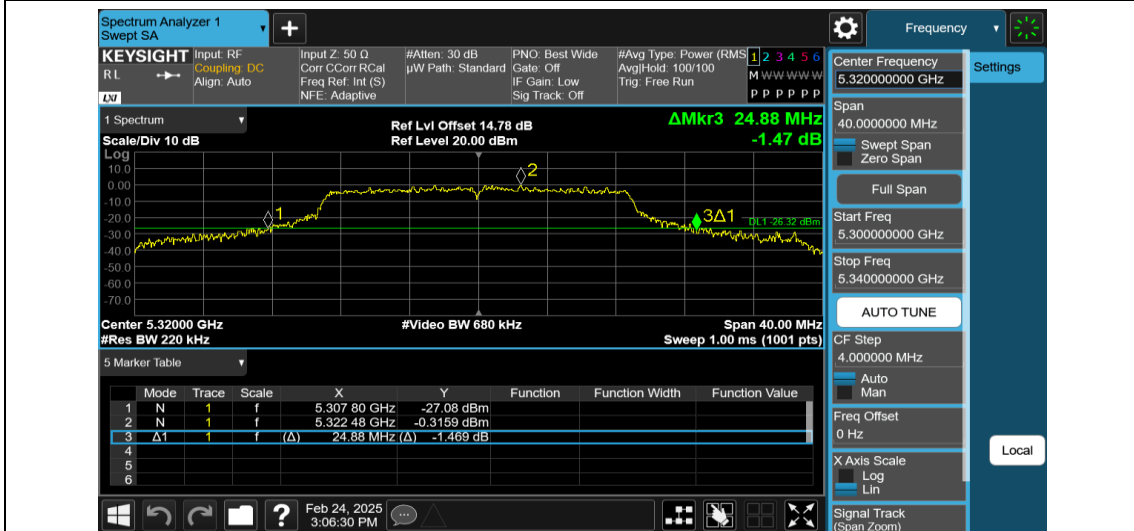 Spectrum Analyzer 1
Swept SA
+
Frequency
KEYSIGHT
R L
LXI
Input: RF
Coupling: DC
Align: Auto
Input Z: 50 Ω
Corr CCorr RCal
Freq Ref: Int (S)
NFE: Adaptive
#Atten: 30 dB
µW Path: Standard
PNO: Best Wide
Gate: Off
IF Gain: Low
Sig Track: Off
#Avg Type: Power (RMS
Avg|Hold: 100/100
Trig: Free Run
1 2 3 4 5 6
M W W W W W
P P P P P P
1 Spectrum
Scale/Div 10 dB
Ref Lvl Offset 14.78 dB
Ref Level 20.00 dBm
ΔMkr3 24.88 MHz
-1.47 dB
Log
10.0
0.00
-10.0
-20.0
-30.0
-40.0
-50.0
-60.0
-70.0
1
2
3Δ1
DL1 -26.32 dBm
Center 5.32000 GHz
#Video BW 680 kHz
Span 40.00 MHz
#Res BW 220 kHz
Sweep 1.00 ms (1001 pts)
5 Marker Table
Mode Trace Scale X Y Function Function Width Function Value
1 N 1 f 5.307 80 GHz -27.08 dBm
2 N 1 f 5.322 48 GHz -0.3159 dBm
3 Δ1 1 f (Δ) 24.88 MHz (Δ) -1.469 dB
4
5
6
?
Feb 24, 2025
3:06:30 PM
Center Frequency
5.320000000 GHz
Span
40.0000000 MHz
Swept Span
Zero Span
Full Span
Start Freq
5.300000000 GHz
Stop Freq
5.340000000 GHz
AUTO TUNE
CF Step
4.000000 MHz
Auto
Man
Freq Offset
0 Hz
X Axis Scale
Log
Lin
Signal Track
(Span Zoom)
Settings
Local